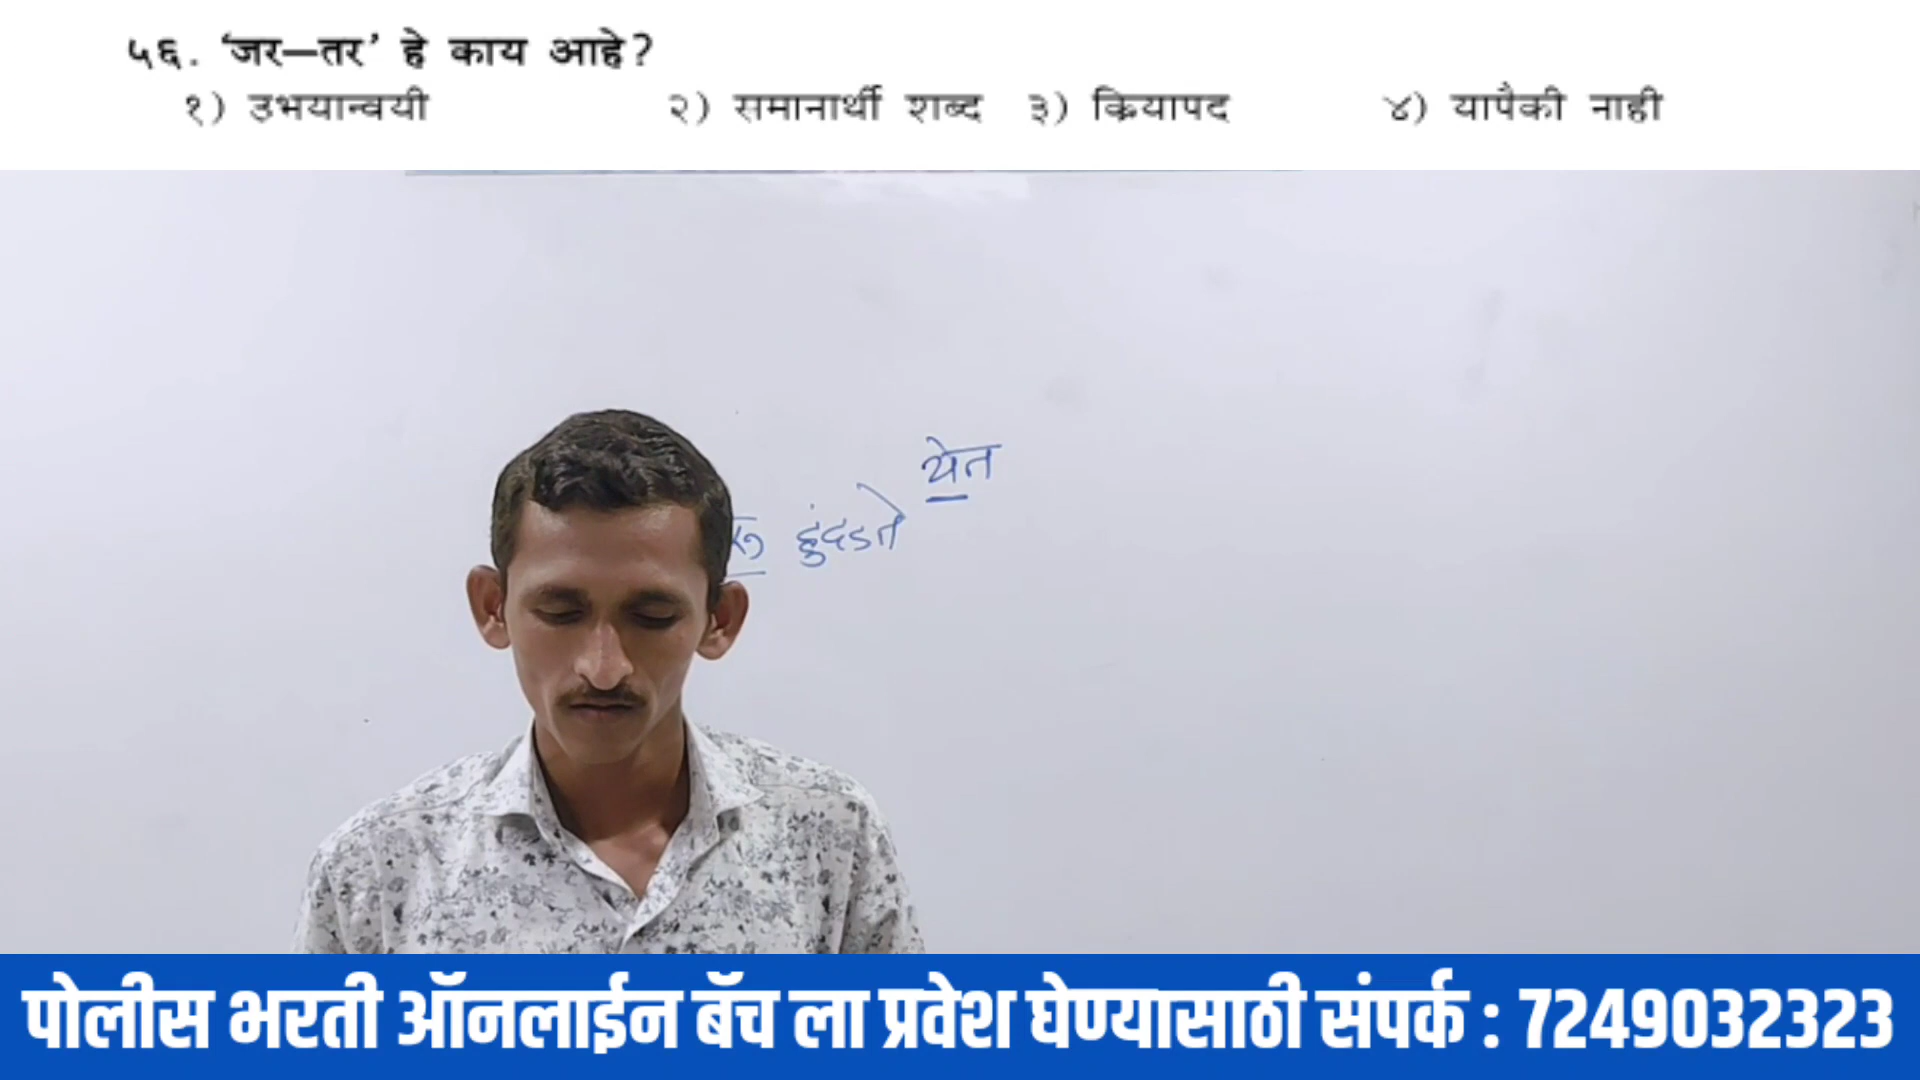 ५६. ‘जर—तर’ हे काय आहे?
१) उभयान्वयी २) समानार्थी शब्द ३) क्रियापद ४) यापैकी नाही
येत
हुंदडते
पोलीस भरती ऑनलाईन बॅच ला प्रवेश घेण्यासाठी संपर्क : 7249032323